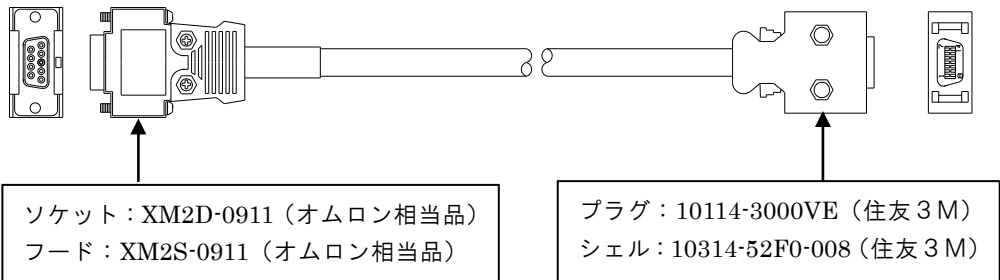 ソケット：XM2D-0911（オムロン相当品）
フード：XM2S-0911（オムロン相当品）
プラグ：10114-3000VE（住友３Ｍ）
シェル：10314-52F0-008（住友３Ｍ）